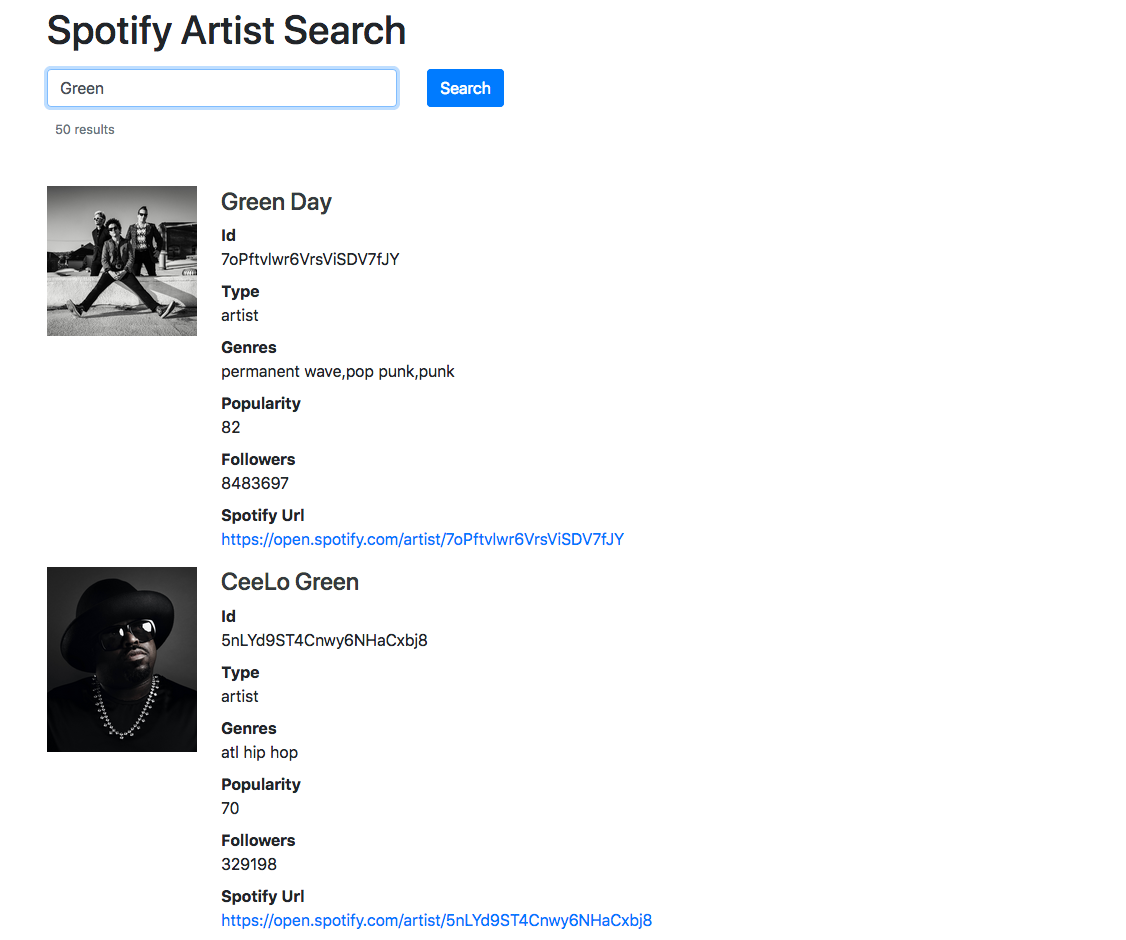 Spotify Artist Search
Green
Search
50 results
Green Day
Id
7oPftvlwr6VrsViSDV7fJY
Type
artist
Genres
permanent wave,pop punk,punk
Popularity
82
Followers
8483697
Spotify Url
https://open.spotify.com/artist/7oPftvlwr6VrsViSDV7fJY
CeeLo Green
Id
5nLYd9ST4Cnwy6NHaCxbj8
Type
artist
Genres
atl hip hop
Popularity
70
Followers
329198
Spotify Url
https://open.spotify.com/artist/5nLYd9ST4Cnwy6NHaCxbj8